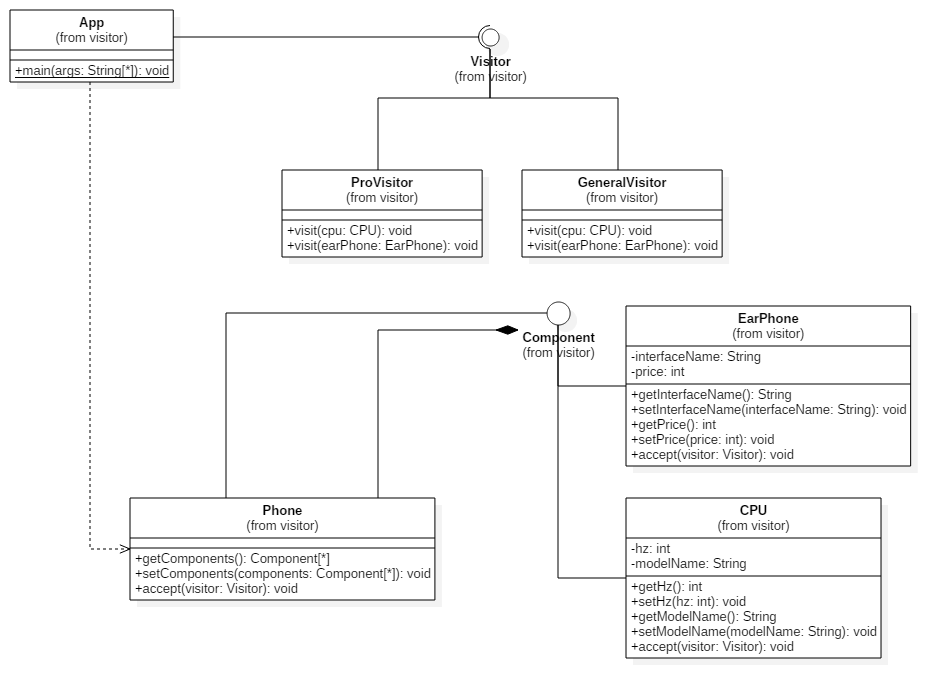 App
(from visitor)
+main(args: String[*]): void
Visitor
(from visitor)
ProVisitor
(from visitor)
+visit(cpu: CPU): void
+visit(earPhone: EarPhone): void
GeneralVisitor
(from visitor)
+visit(cpu: CPU): void
+visit(earPhone: EarPhone): void
Component
(from visitor)
EarPhone
(from visitor)
-interfaceName: String
-price: int
+getInterfaceName(): String
+setInterfaceName(interfaceName: String): void
+getPrice(): int
+setPrice(price: int): void
+accept(visitor: Visitor): void
Phone
(from visitor)
+getComponents(): Component[*]
+setComponents(components: Component[*]): void
+accept(visitor: Visitor): void
CPU
(from visitor)
-hz: int
-modelName: String
+getHz(): int
+setHz(hz: int): void
+getModelName(): String
+setModelName(modelName: String): void
+accept(visitor: Visitor): void